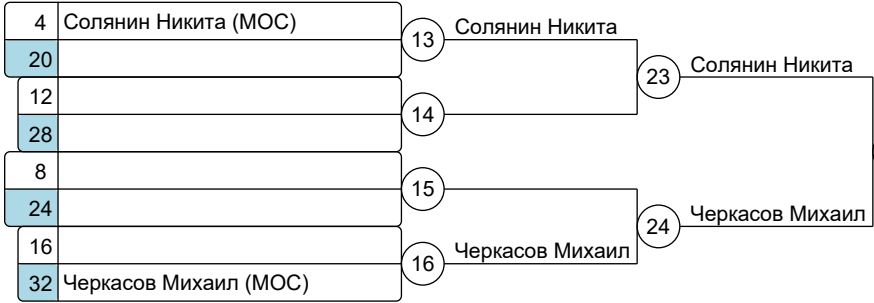 4 Солянин Никита (МОС)
13 Солянин Никита
20
23 Солянин Никита
12
14
28
8
15
24
24 Черкасов Михаил
16
16 Черкасов Михаил
32 Черкасов Михаил (МОС)